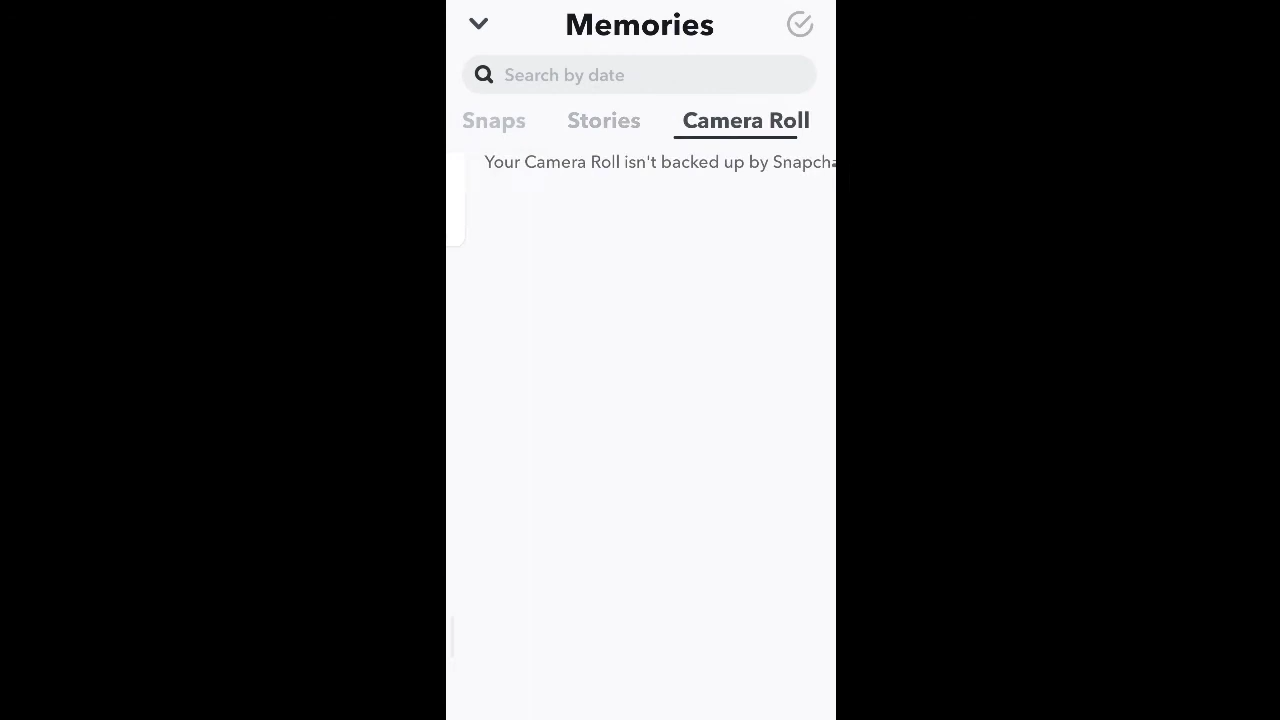 Memories
Search by date
Snaps Stories Camera Roll
Your Camera Roll isn't backed up by